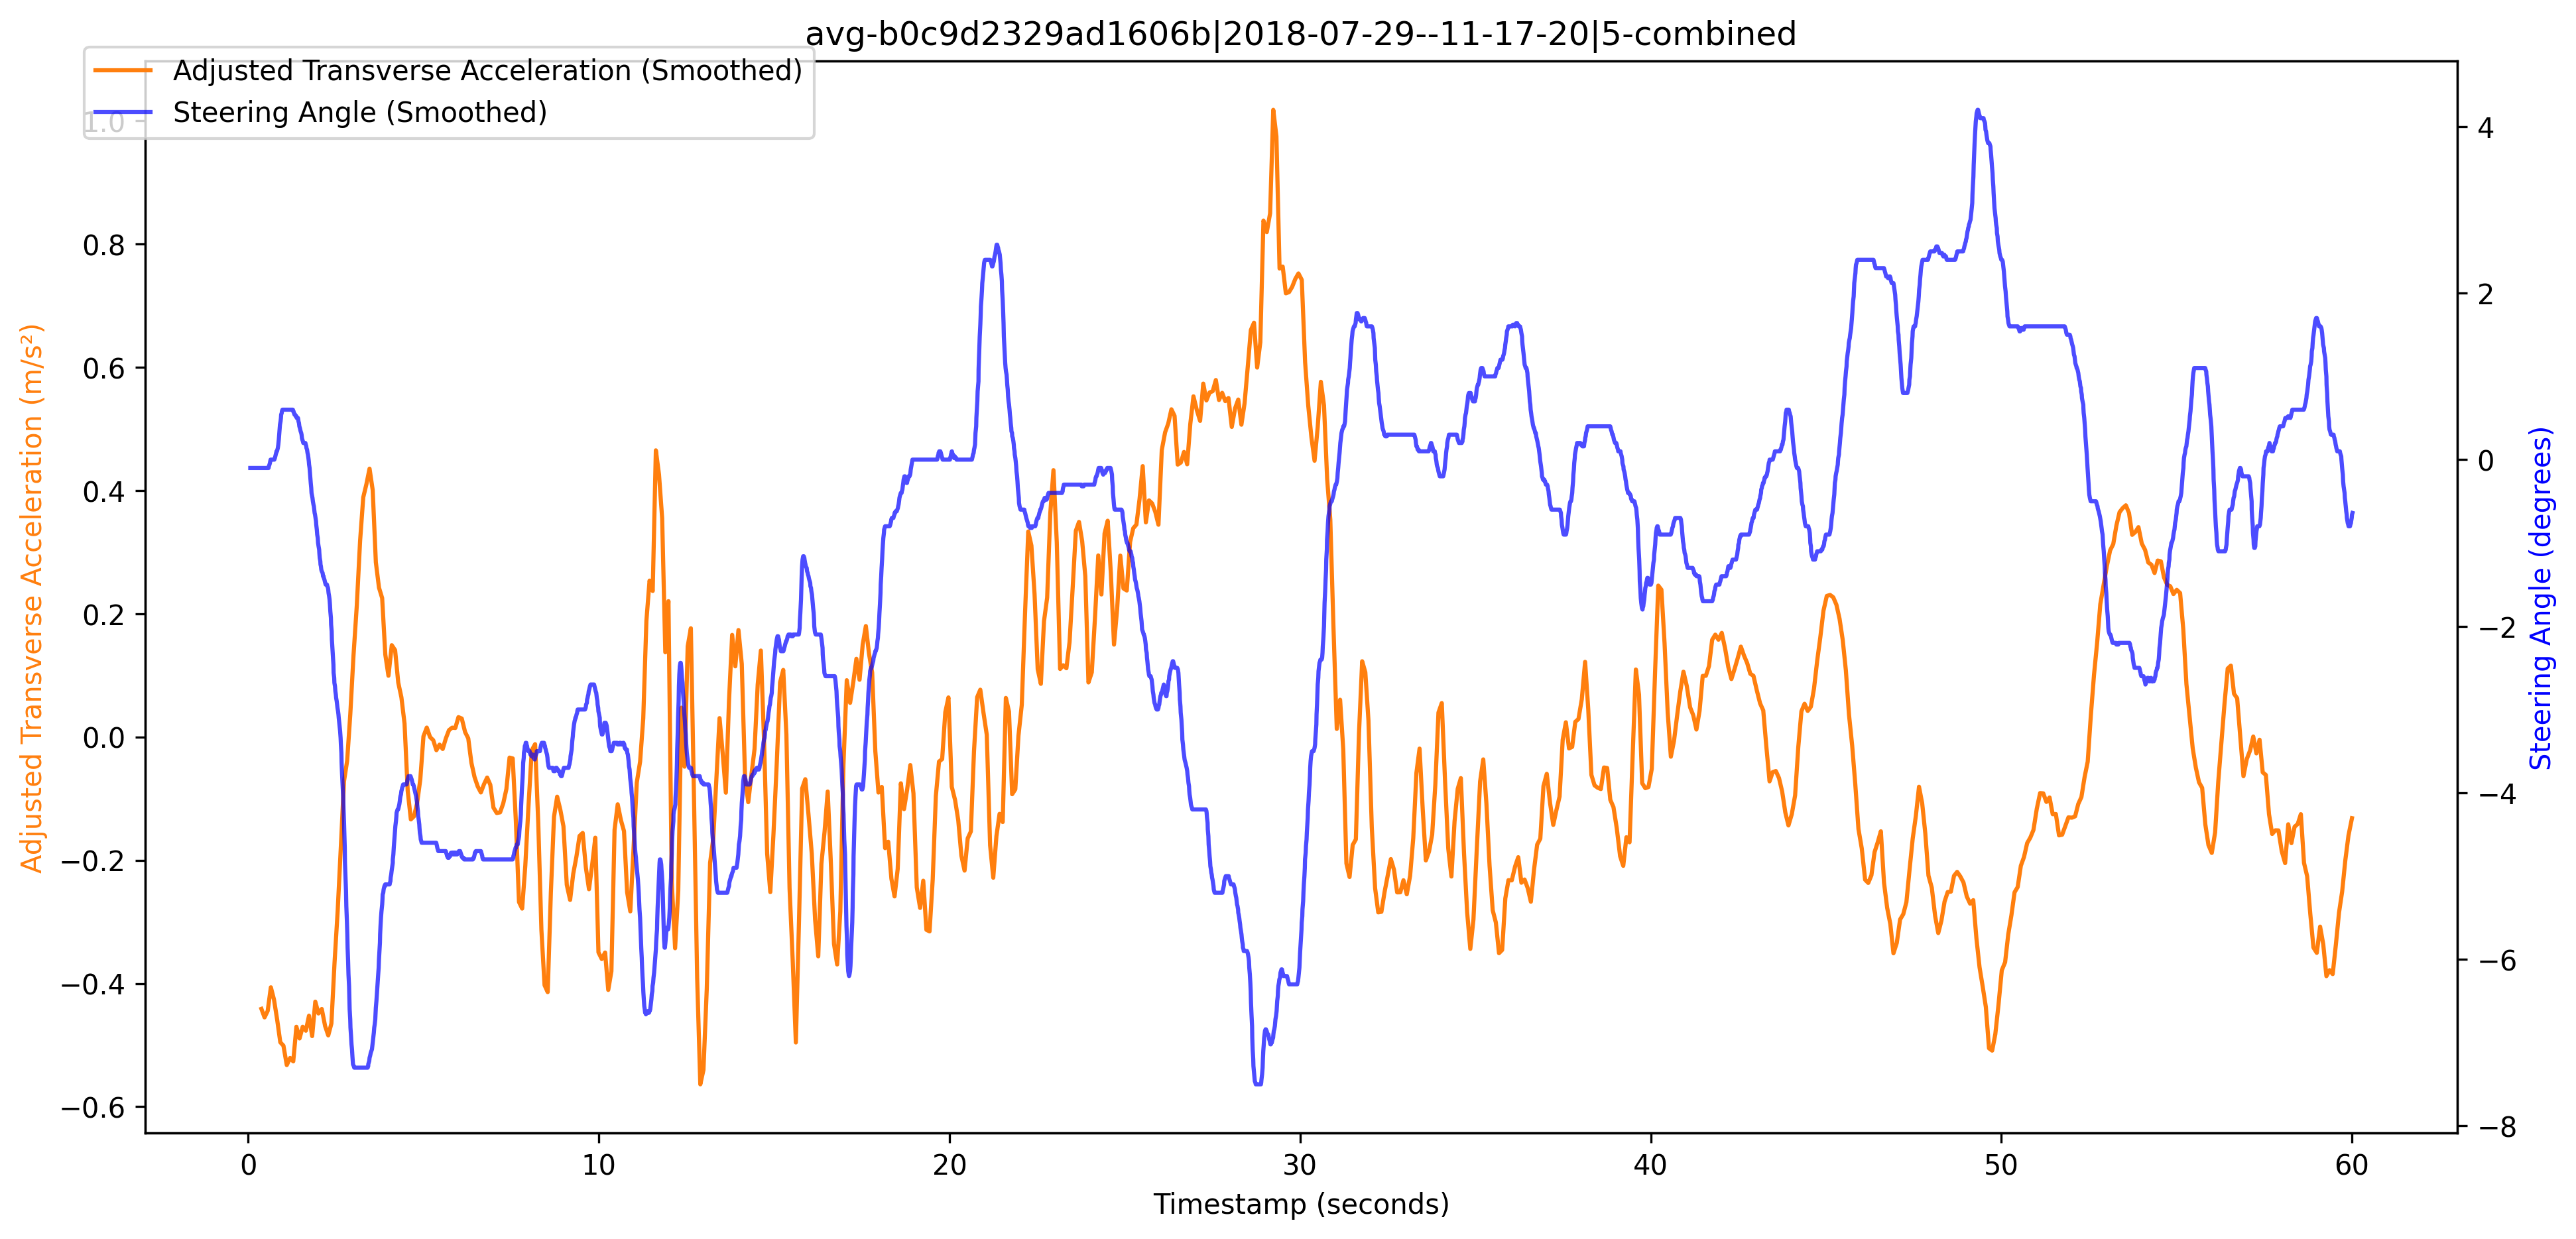 avg-b0c9d2329ad1606b|2018-07-29--11-17-20|5-combined
Adjusted Transverse Acceleration (Smoothed)
Steering Angle (Smoothed)
1.0
0.8
0.6
0.4
0.2
0.0
−0.2
−0.4
−0.6
Adjusted Transverse Acceleration (m/s²)
4
2
0
−2
−4
−6
−8
Steering Angle (degrees)
0 10 20 30 40 50 60
Timestamp (seconds)